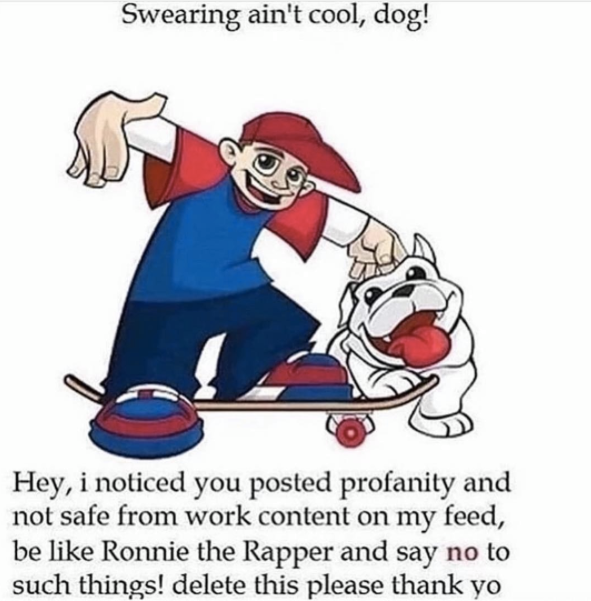 Swearing ain't cool, dog!
Hey, i noticed you posted profanity and
not safe from work content on my feed,
be like Ronnie the Rapper and say no to
such things! delete this please thank yo